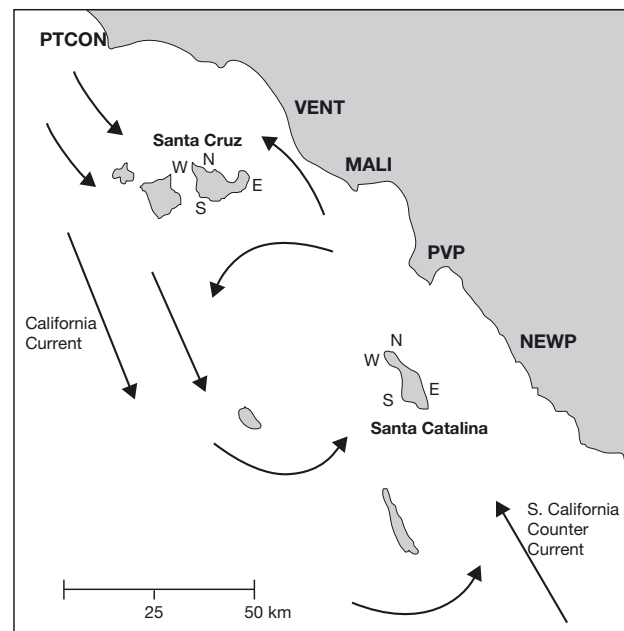 PTCON
VENT
Santa Cruz
N
W
E
S
MALI
PVP
California
Current
NEWP
N
W
E
S
Santa Catalina
S. California
Counter
Current
25
50 km